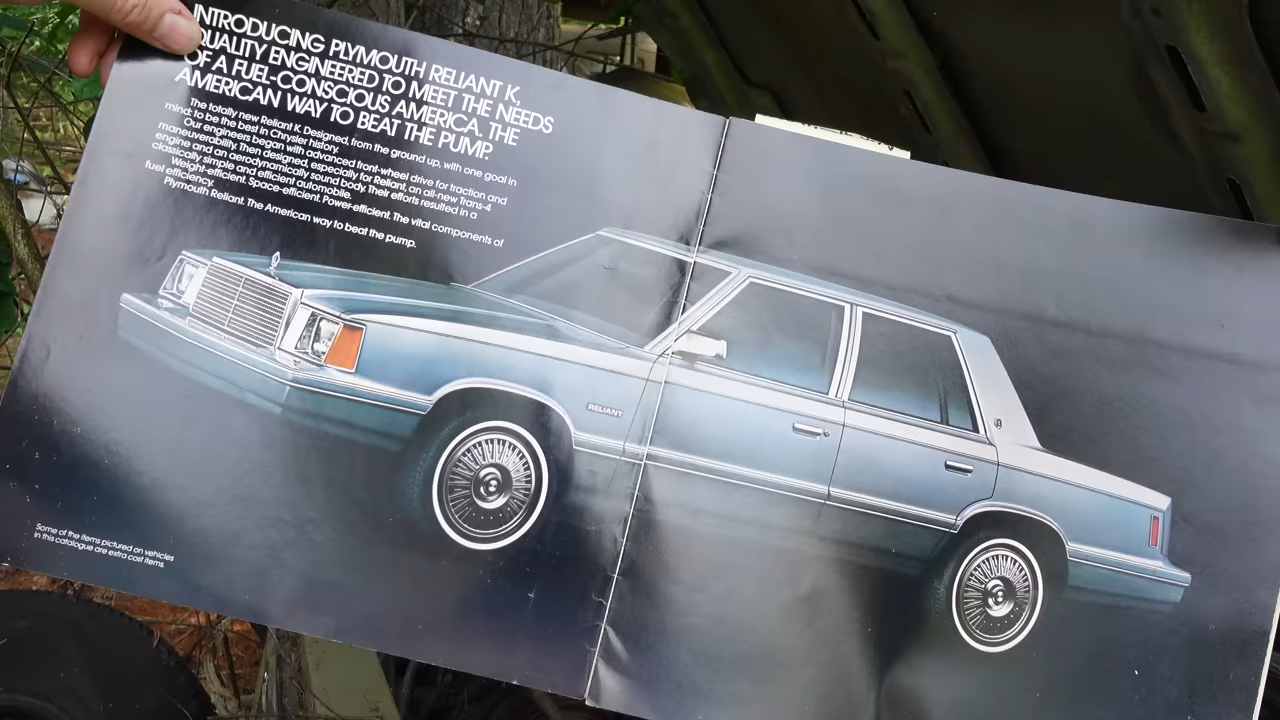 INTRODUCING PLYMOUTH RELIANT K,
QUALITY ENGINEERED TO MEET THE NEEDS
OF A FUEL-CONSCIOUS AMERICA. THE
AMERICAN WAY TO BEAT THE PUMP.
The totally new Reliant K. Designed, from the ground up, with one goal in
mind: to be the best in Chrysler history.
Our engineers began with advanced front-wheel drive for traction and
maneuverability. Then designed, especially for Reliant, an all-new Trans-4
engine and an aerodynamically sound body. Their efforts resulted in a
classically simple and efficient automobile.
Weight-efficient. Space-efficient. Power-efficient. The vital components of
fuel efficiency.
Plymouth Reliant. The American way to beat the pump.
RELIANT
Some of the items pictured on vehicles
in this catalogue are extra cost items.